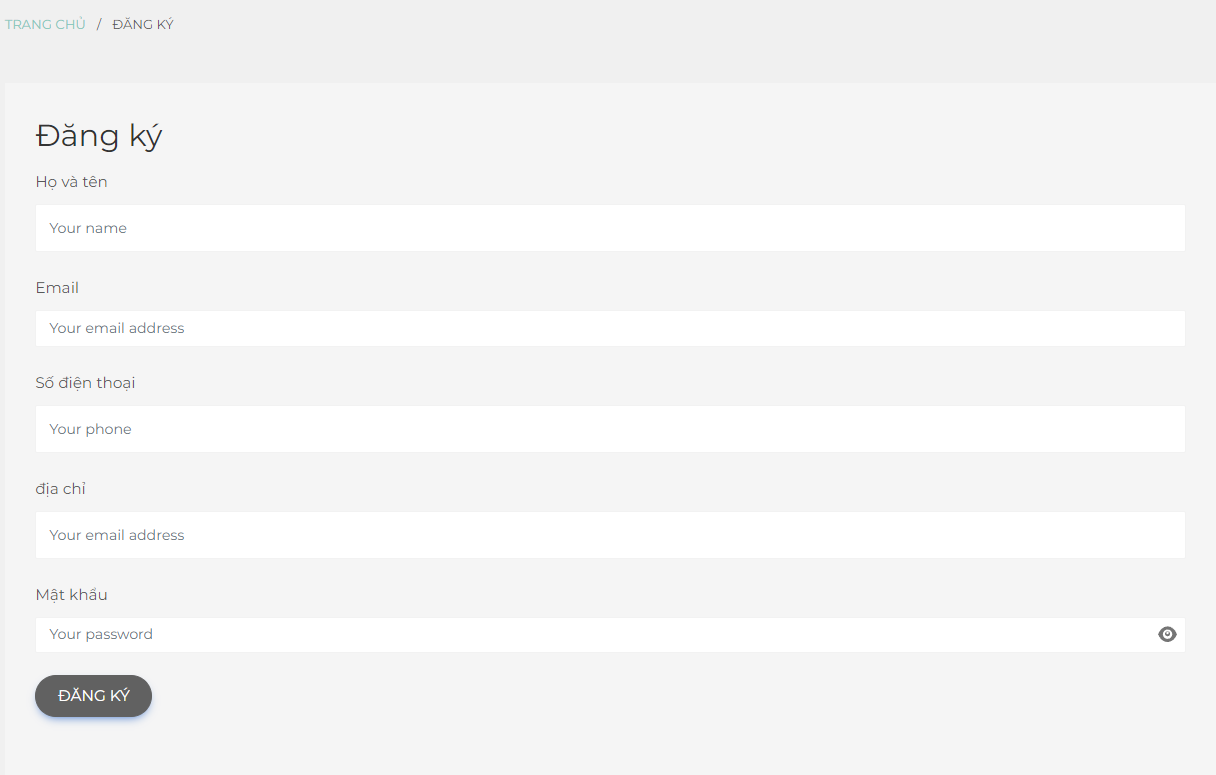 TRANG CHỦ / ĐĂNG KÝ
Đăng ký
Họ và tên
Your name
Email
Your email address
Số điện thoại
Your phone
địa chỉ
Your email address
Mật khẩu
Your password
ĐĂNG KÝ